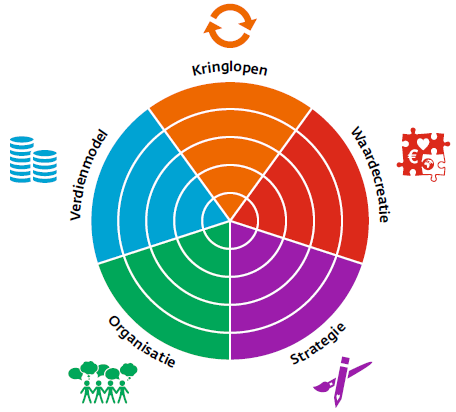 Kringlopen
Waardecreatie
€
Strategie
Organisatie
Verdienmodel